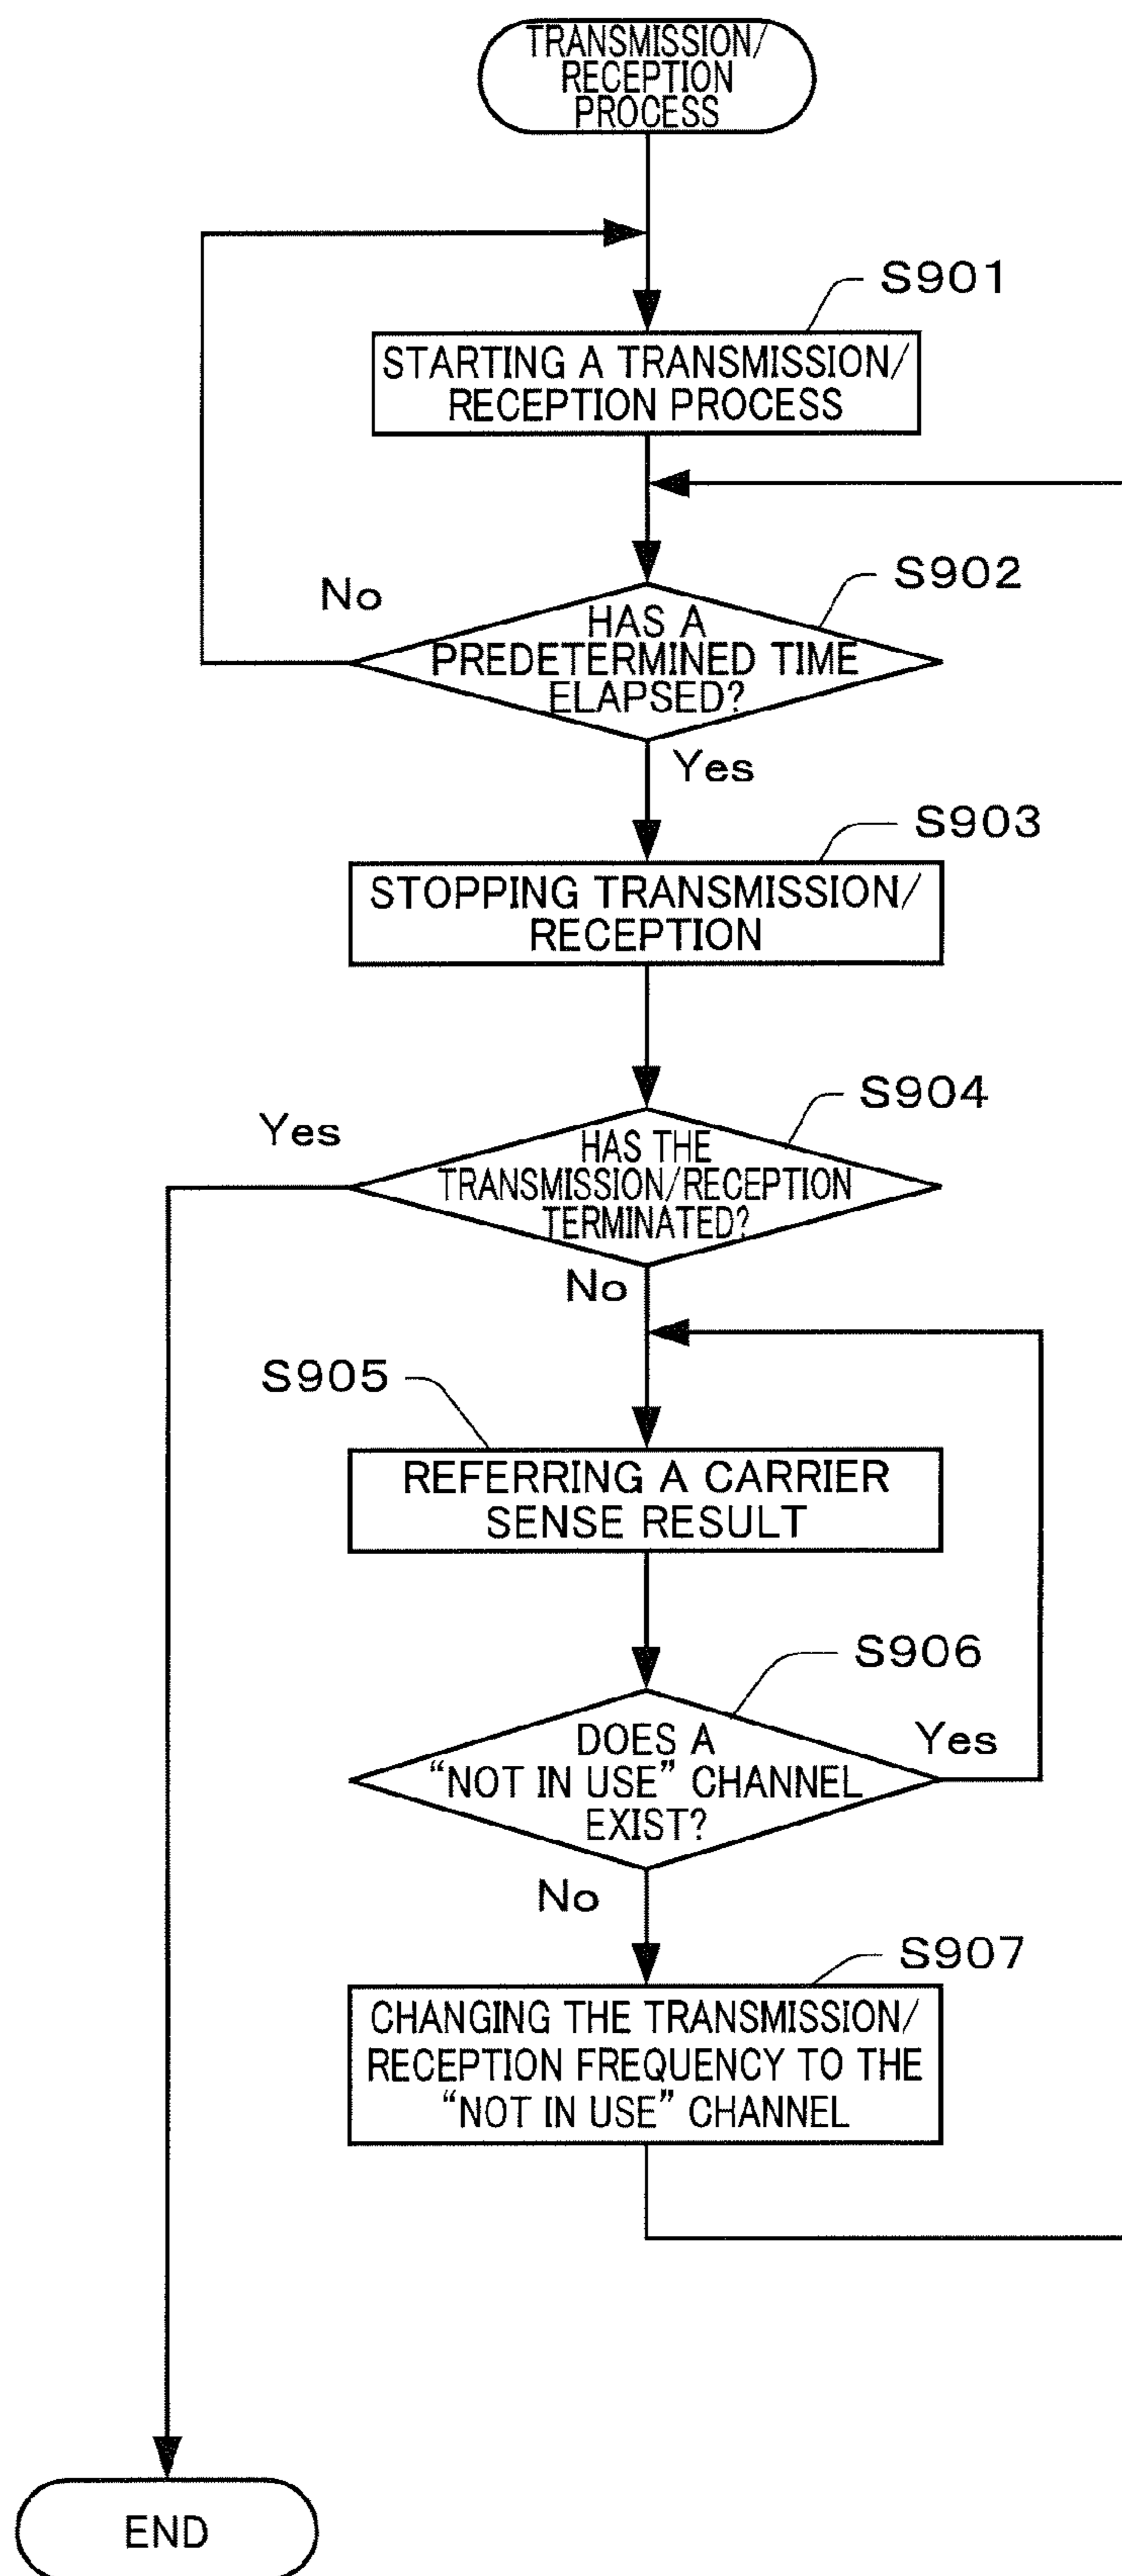 TRANSMISSION/
RECEPTION
PROCESS
S901
STARTING A TRANSMISSION/
RECEPTION PROCESS
S902
No
HAS A
PREDETERMINED TIME
ELAPSED?
Yes
S903
STOPPING TRANSMISSION/
RECEPTION
S904
Yes
HAS THE
TRANSMISSION/RECEPTION
TERMINATED?
No
S905
REFERRING A CARRIER
SENSE RESULT
S906
DOES A
“NOT IN USE” CHANNEL
EXIST?
Yes
No
S907
CHANGING THE TRANSMISSION/
RECEPTION FREQUENCY TO THE
“NOT IN USE” CHANNEL
END